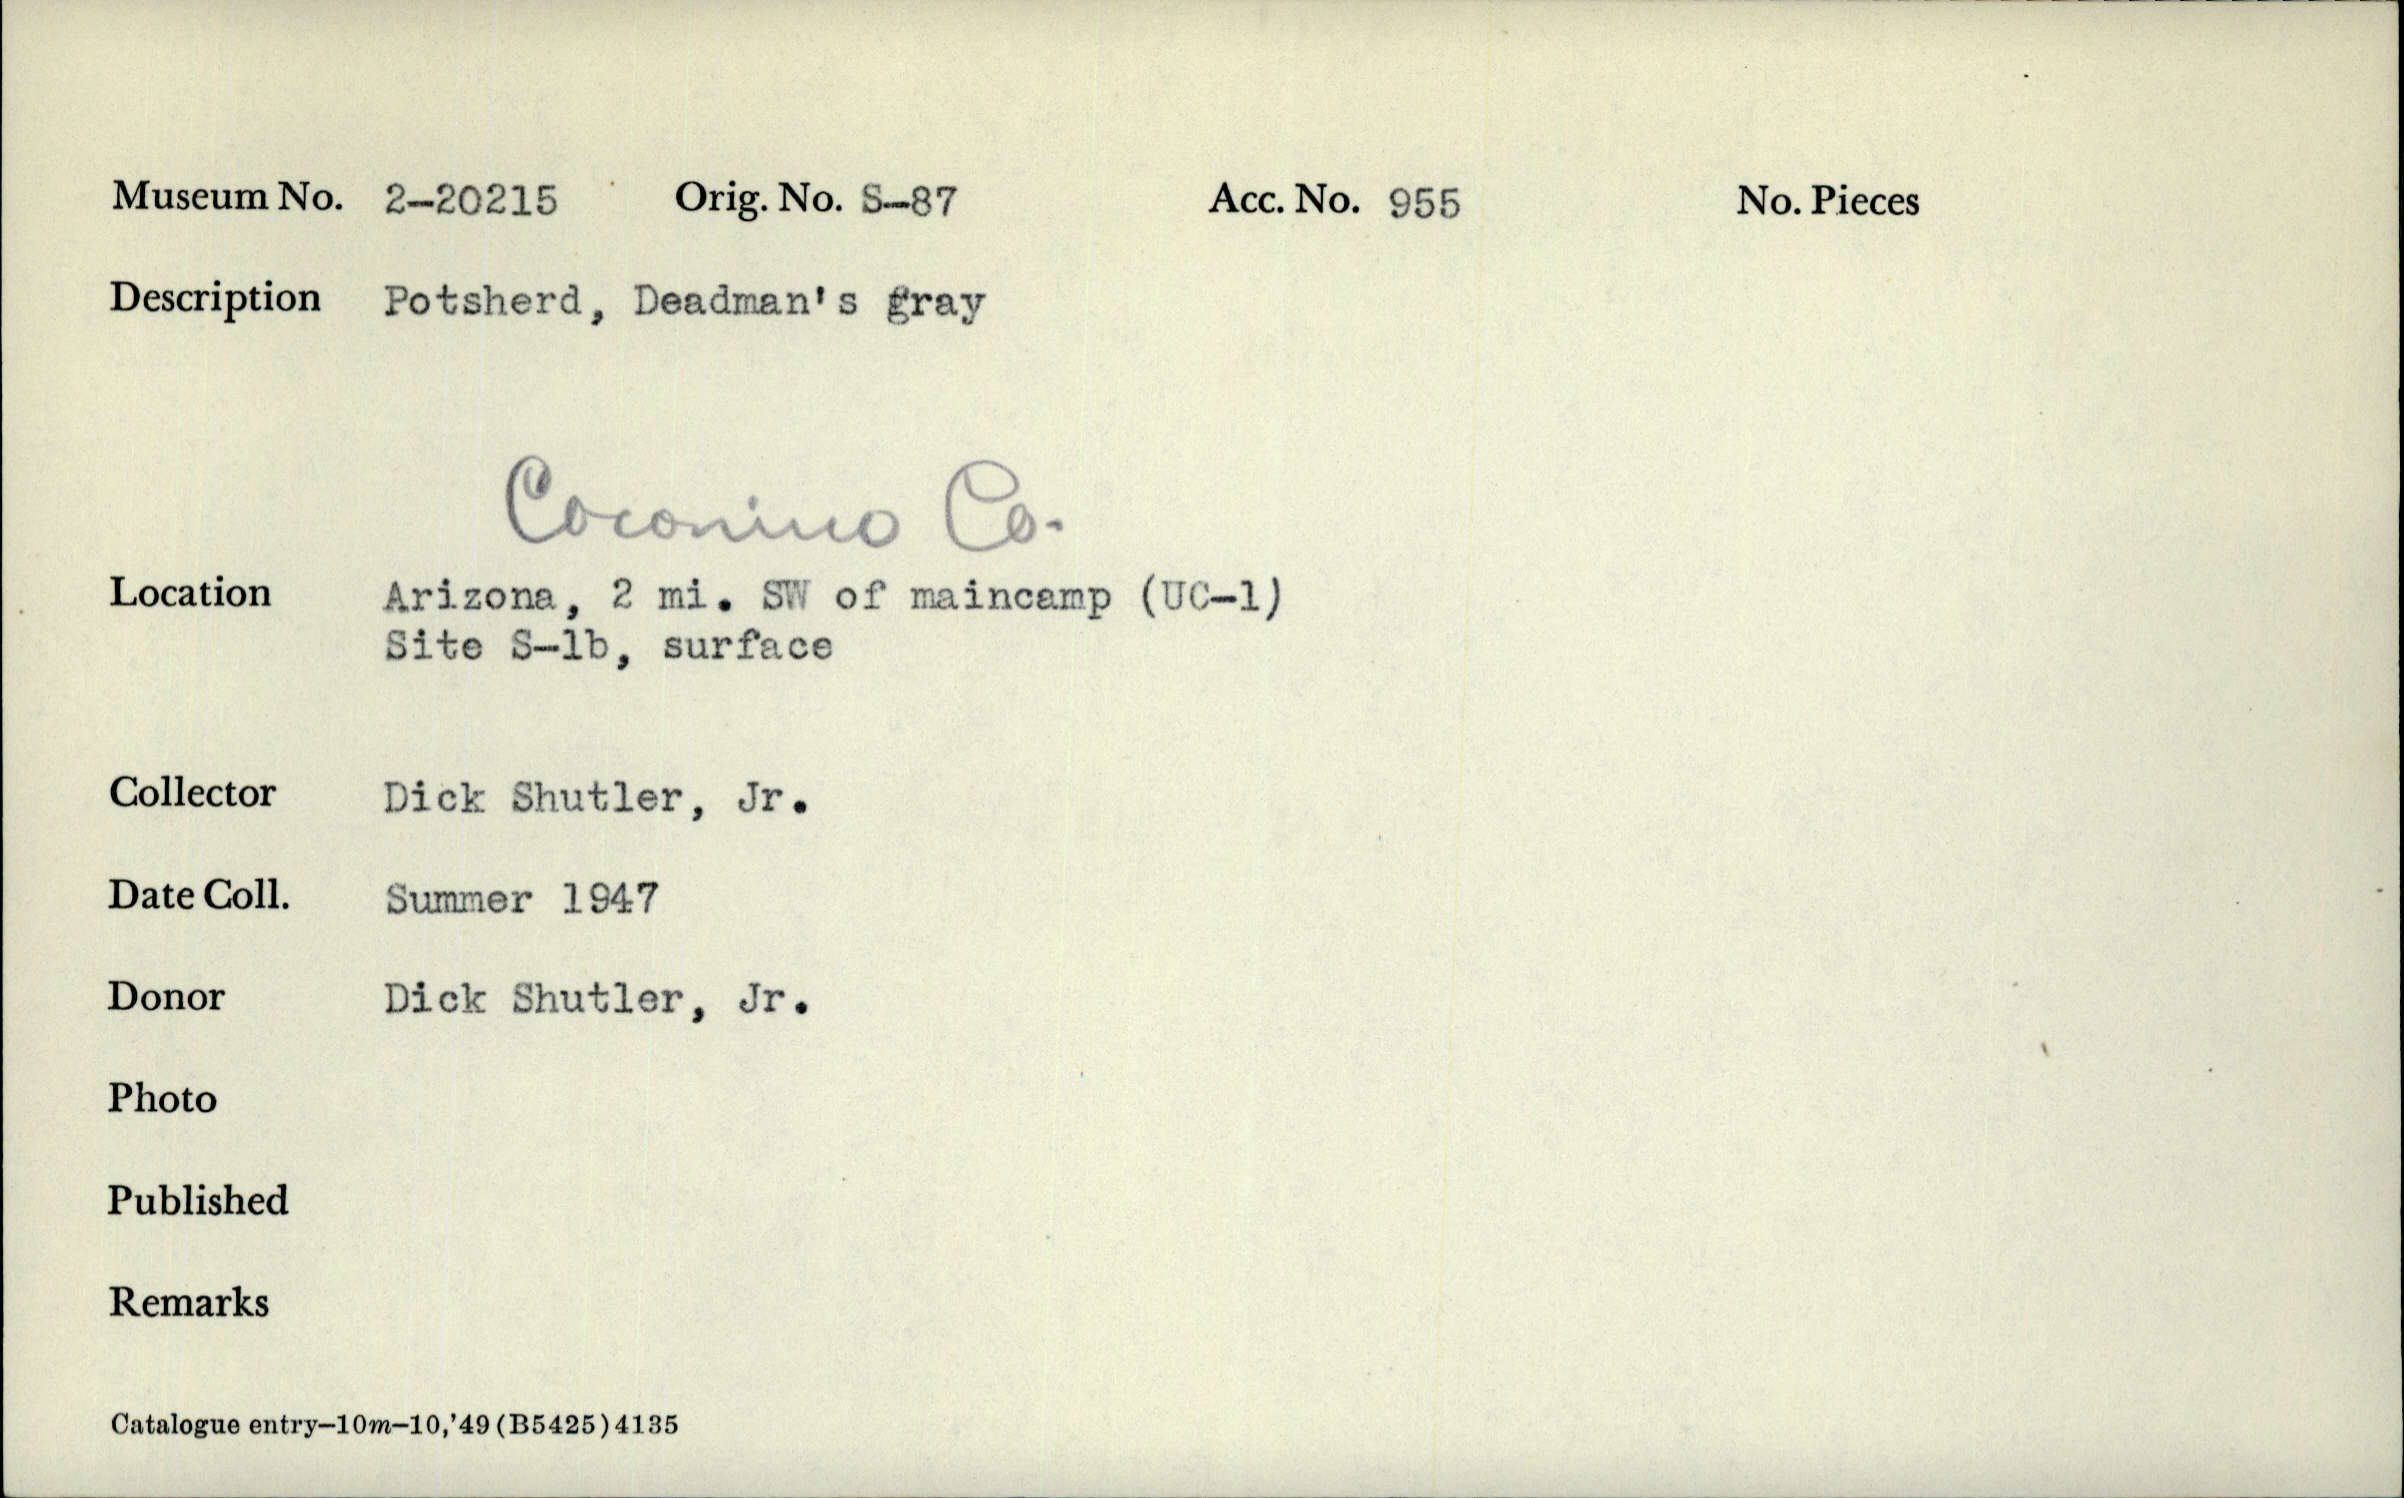 Museum No. 2-20215 Orig. No. S-87 Acc. No. 955 No. Pieces
Description Potsherd, Deadman's gray
Coconino Co.
Location Arizona, 2 mi. SW of maincamp (UC-1)
Site S-1b, surface
Collector Dick Shutler, Jr.
Date Coll. Summer 1947
Donor Dick Shutler, Jr.
Photo
Published
Remarks
Catalogue entry—10m—10,'49 (B5425) 4135